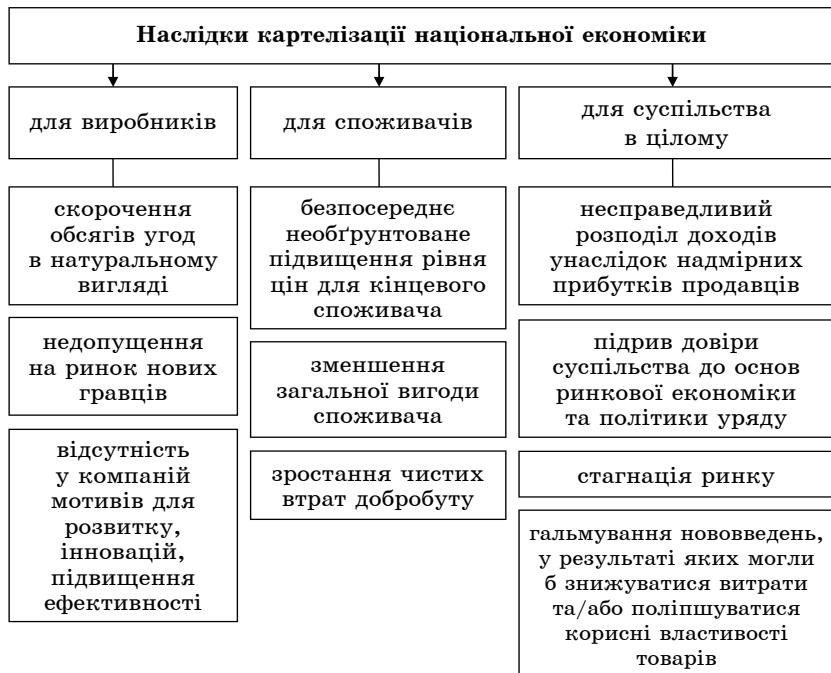 Наслідки картелізації національної економіки
для виробників
скорочення
обсягів угод
в натуральному
вигляді
недопущення
на ринок нових
гравців
відсутність
у компаній
мотивів для
розвитку,
інновацій,
підвищення
ефективності
для споживачів
безпосереднє
необґрунтоване
підвищення рівня
цін для кінцевого
споживача
зменшення
загальної вигоди
споживача
зростання чистих
втрат добробуту
для суспільства
в цілому
несправедливий
розподіл доходів
унаслідок надмірних
прибутків продавців
підрив довіри
суспільства до основ
ринкової економіки
та політики уряду
стагнація ринку
гальмування нововведень,
у результаті яких могли
б знижуватися витрати
та/або поліпшуватися
корисні властивості
товарів